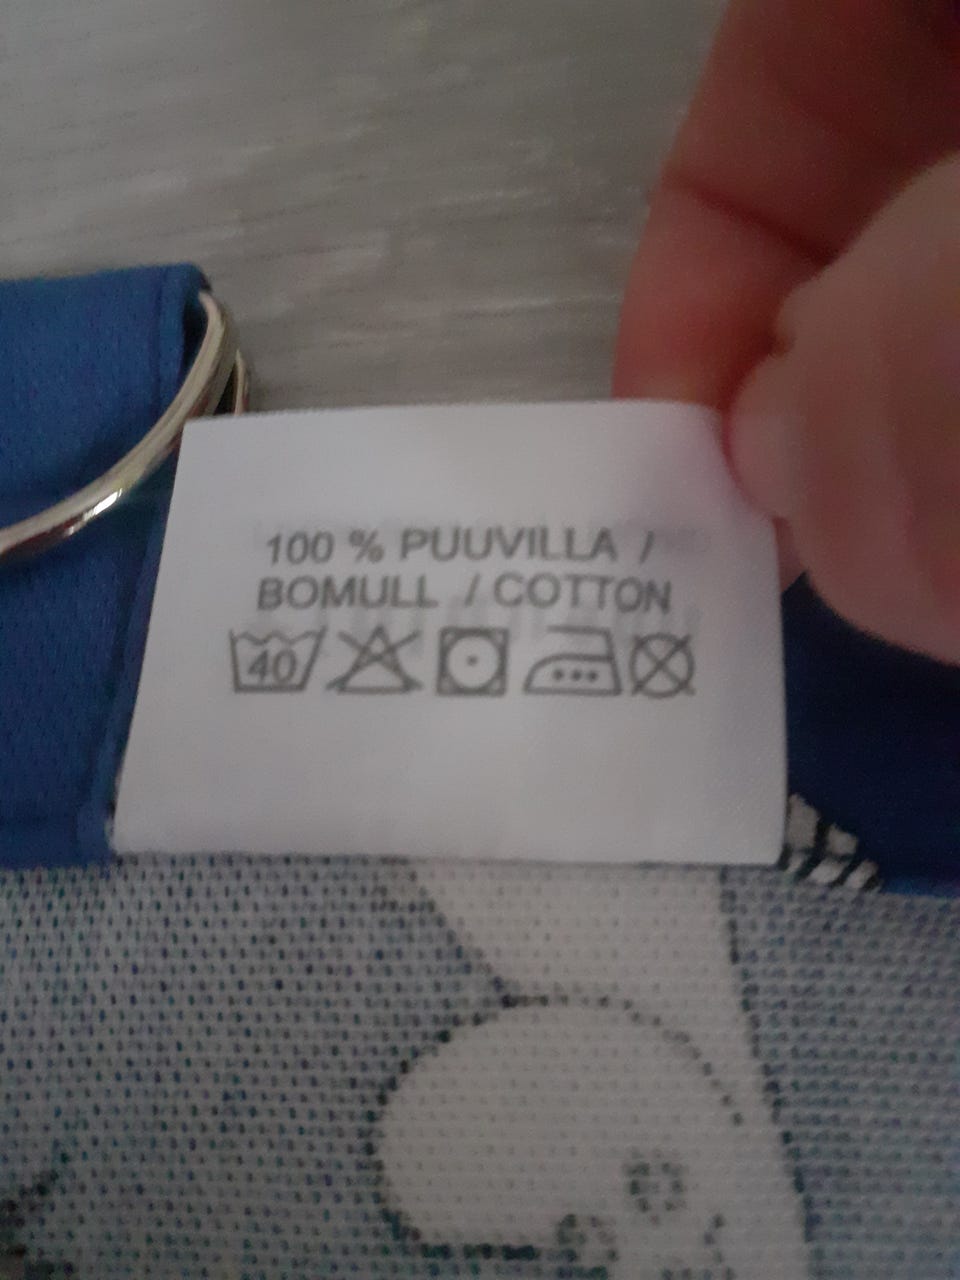 100 % PUUVILLA /
BOMULL / COTTON
40